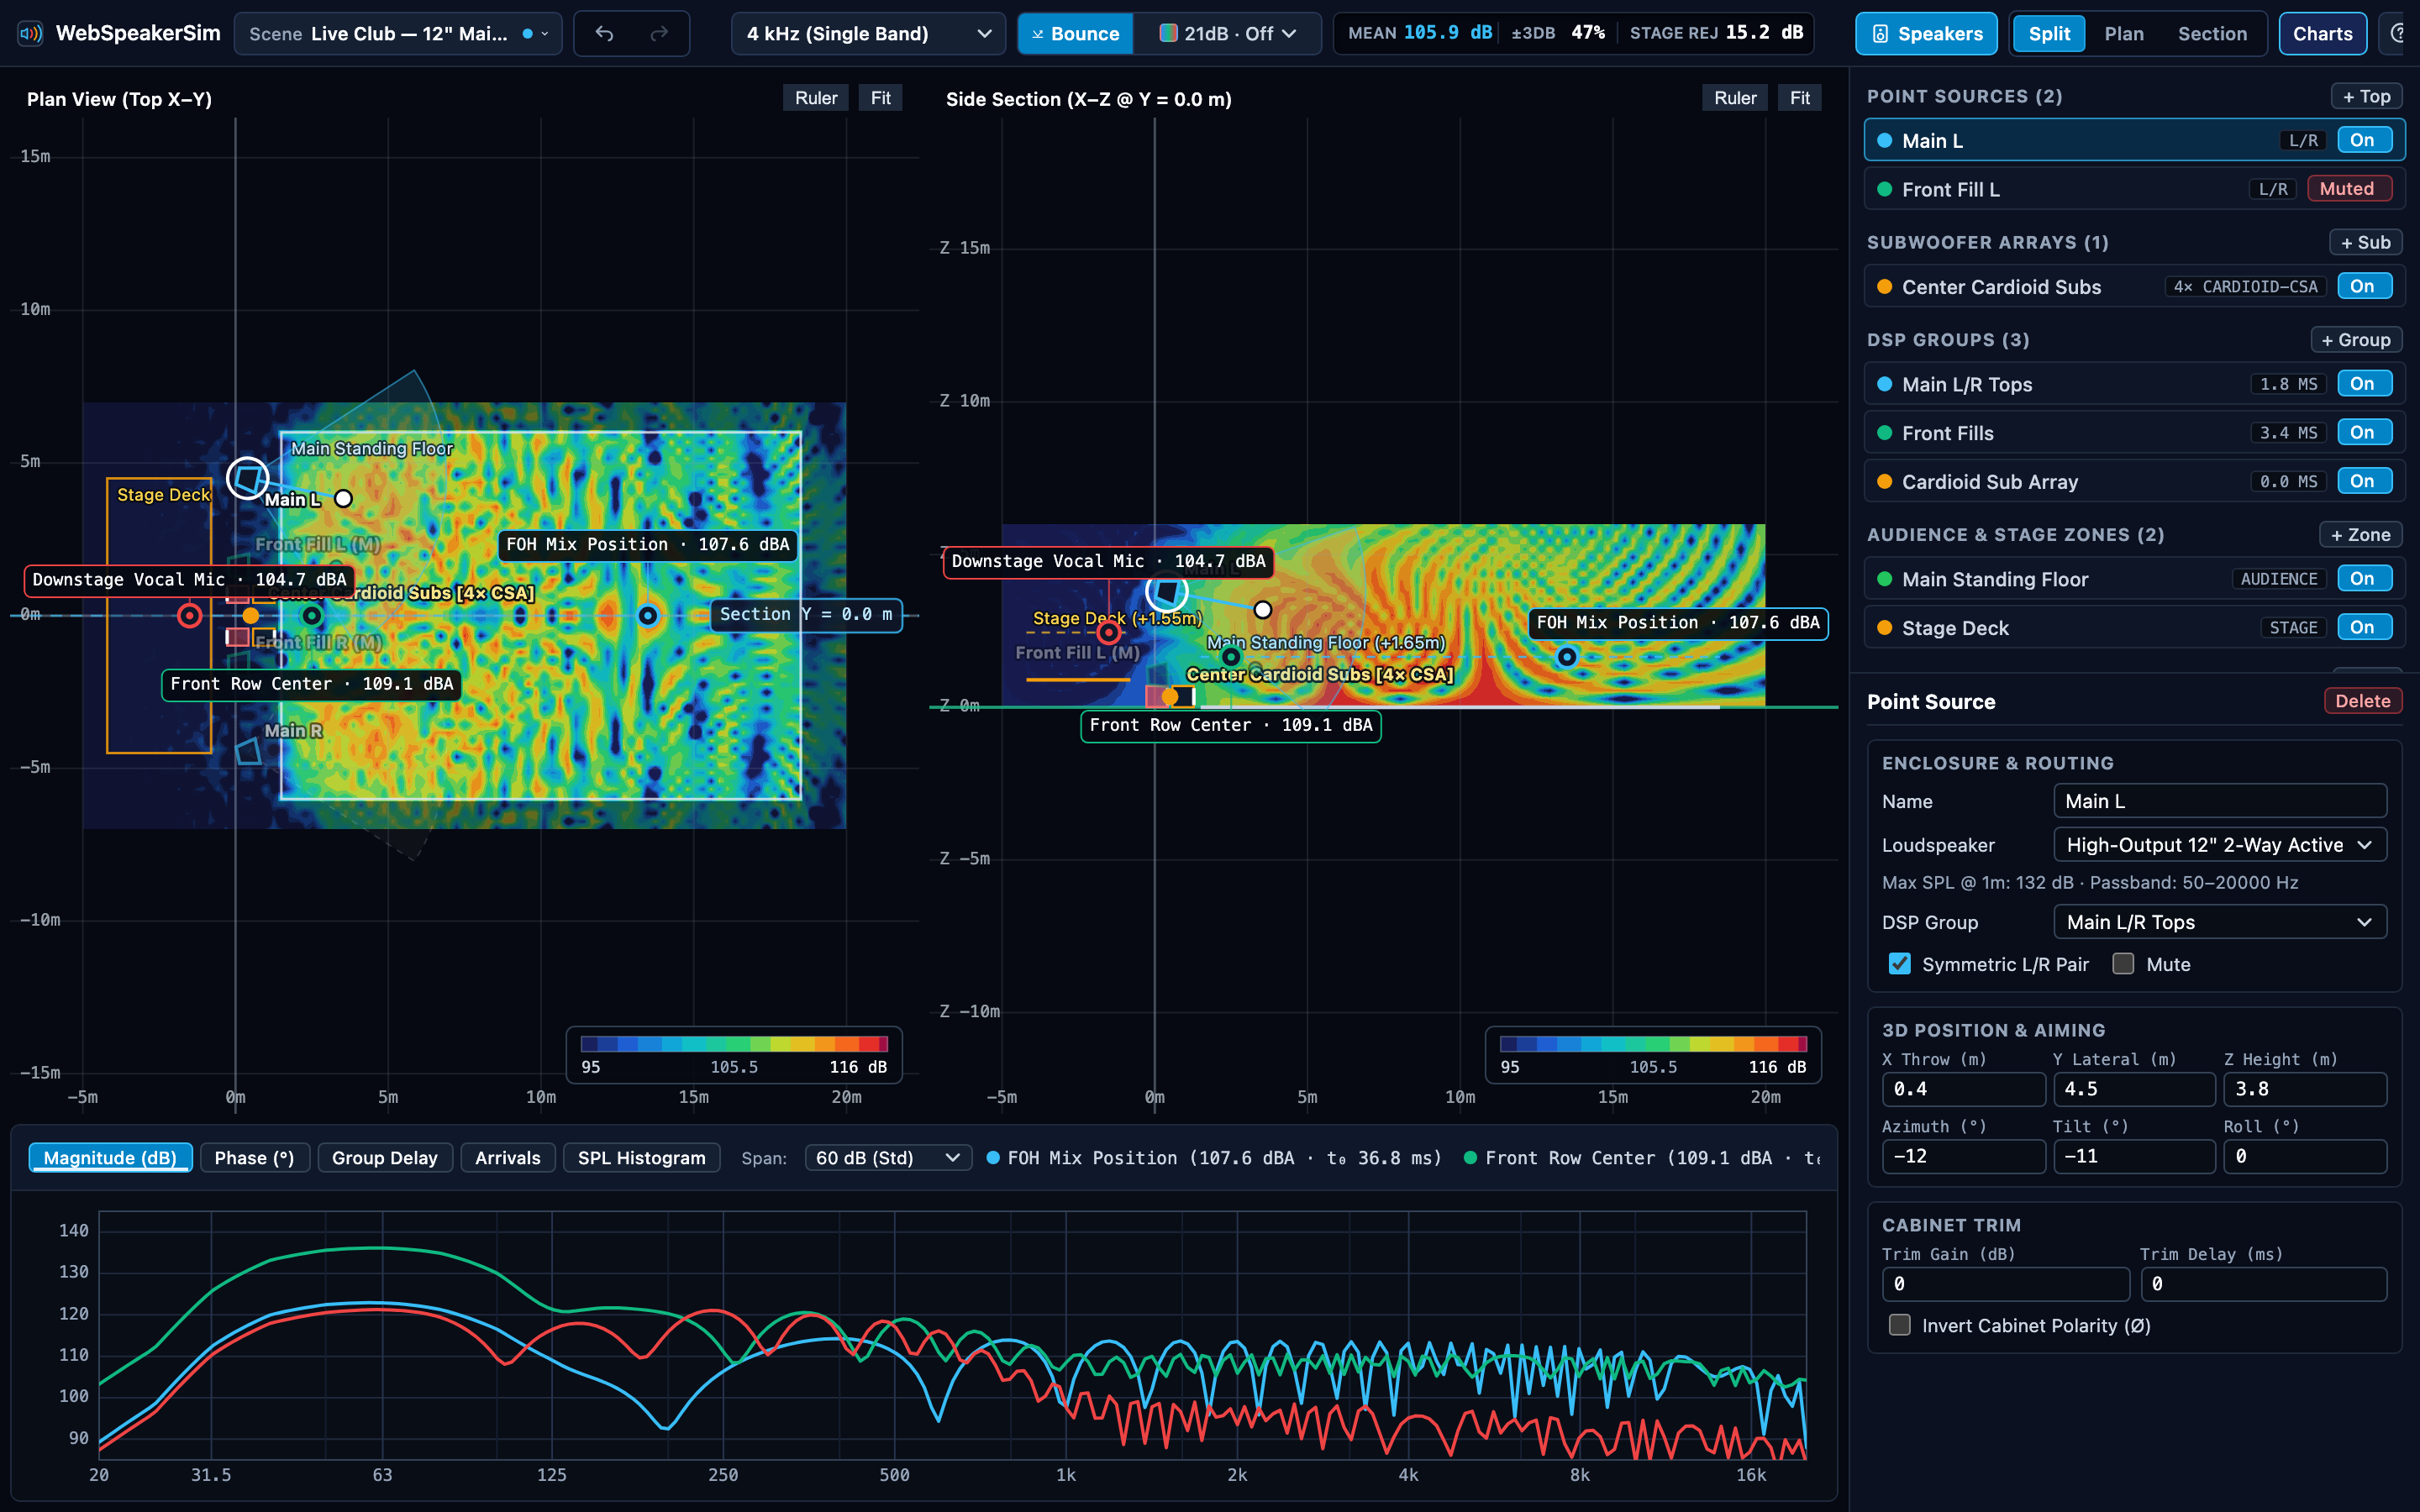 WebSpeakerSim
Scene Live Club — 12" Mai...
4 kHz (Single Band)
Bounce
21dB · Off
MEAN 105.9 dB
±3DB 47%
STAGE REJ 15.2 dB
Speakers
Split
Plan
Section
Charts
Plan View (Top X–Y)
Ruler
Fit
15m
10m
5m
0m
−5m
−10m
−15m
−5m
0m
5m
10m
15m
20m
Main Standing Floor
Stage Deck
Main L
Front Fill L (M)
FOH Mix Position · 107.6 dBA
Downstage Vocal Mic · 104.7 dBA
Center Cardioid Subs [4× CSA]
Section Y = 0.0 m
Front Fill R (M)
Front Row Center · 109.1 dBA
Main R
95
105.5
116 dB
Side Section (X–Z @ Y = 0.0 m)
Ruler
Fit
Z 15m
Z 10m
Z 0m
Z −5m
Z −10m
−5m
0m
5m
10m
15m
20m
Downstage Vocal Mic · 104.7 dBA
Stage Deck (+1.55m)
FOH Mix Position · 107.6 dBA
Main Standing Floor (+1.65m)
Front Fill L (M)
Center Cardioid Subs [4× CSA]
Front Row Center · 109.1 dBA
95
105.5
116 dB
Magnitude (dB)
Phase (°)
Group Delay
Arrivals
SPL Histogram
Span:
60 dB (Std)
FOH Mix Position (107.6 dBA · t₀ 36.8 ms)
Front Row Center (109.1 dBA ·
140
130
120
110
100
90
20
31.5
63
125
250
500
1k
2k
4k
8k
16k
POINT SOURCES (2)
+ Top
Main L
L/R
On
Front Fill L
L/R
Muted
SUBWOOFER ARRAYS (1)
+ Sub
Center Cardioid Subs
4× CARDIOID-CSA
On
DSP GROUPS (3)
+ Group
Main L/R Tops
1.8 MS
On
Front Fills
3.4 MS
On
Cardioid Sub Array
0.0 MS
On
AUDIENCE & STAGE ZONES (2)
+ Zone
Main Standing Floor
AUDIENCE
On
Stage Deck
STAGE
On
Point Source
Delete
ENCLOSURE & ROUTING
Name
Main L
Loudspeaker
High-Output 12" 2-Way Active
Max SPL @ 1m: 132 dB · Passband: 50–20000 Hz
DSP Group
Main L/R Tops
Symmetric L/R Pair
Mute
3D POSITION & AIMING
X Throw (m)
Y Lateral (m)
Z Height (m)
0.4
4.5
3.8
Azimuth (°)
Tilt (°)
Roll (°)
−12
−11
0
CABINET TRIM
Trim Gain (dB)
Trim Delay (ms)
0
0
Invert Cabinet Polarity (Ø)